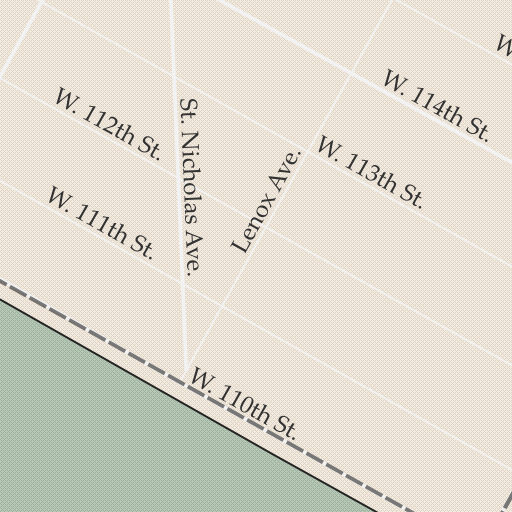 W. 114th St.
W. 112th St.
St. Nicholas Ave.
W. 113th St.
Lenox Ave.
W. 111th St.
W. 110th St.